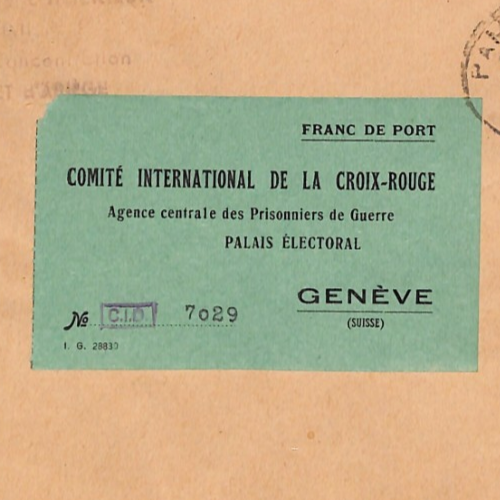 FRANC DE PORT
COMITÉ INTERNATIONAL DE LA CROIX-ROUGE
Agence centrale des Prisonniers de Guerre
PALAIS ÉLECTORAL
GENÈVE
(SUISSE)
№ C.I.D. 7029
I. G. 28830